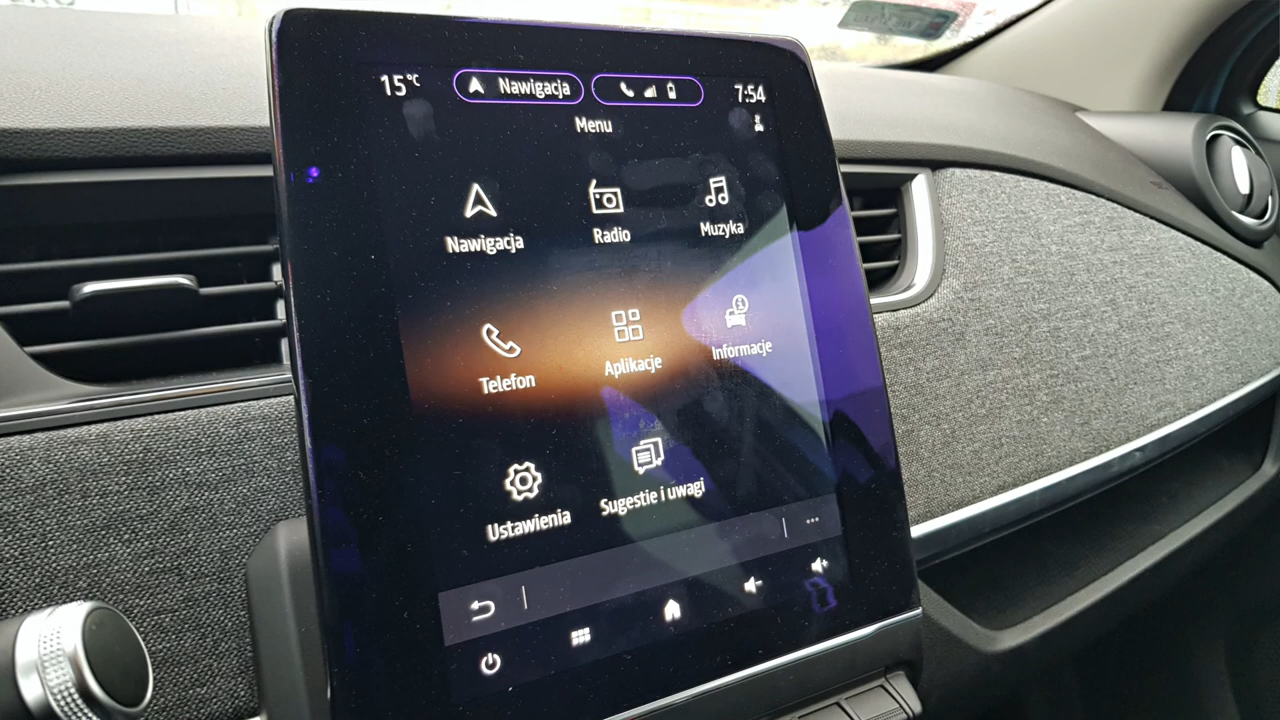 15°C Nawigacja 7:54
Menu
Nawigacja Radio Muzyka
Telefon Aplikacje Informacje
Ustawienia Sugestie i uwagi